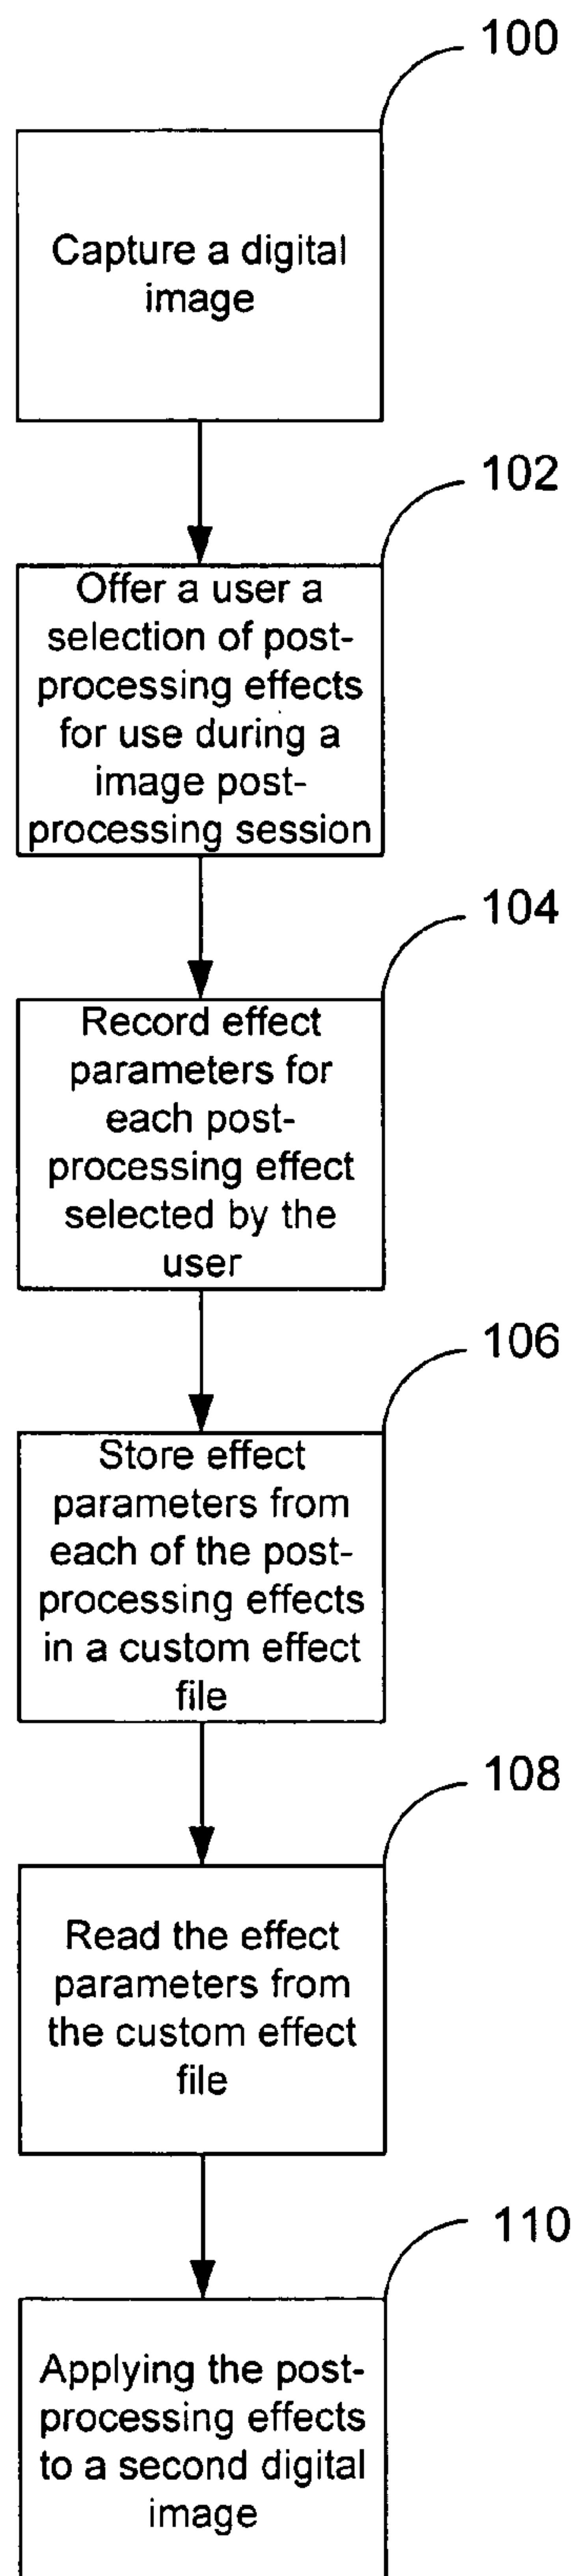 100
Capture a digital
image
102
Offer a user a
selection of post-
processing effects
for use during a
image post-
processing session
104
Record effect
parameters for
each post-
processing effect
selected by the
user
106
Store effect
parameters from
each of the post-
processing effects
in a custom effect
file
108
Read the effect
parameters from
the custom effect
file
110
Applying the post-
processing effects
to a second digital
image